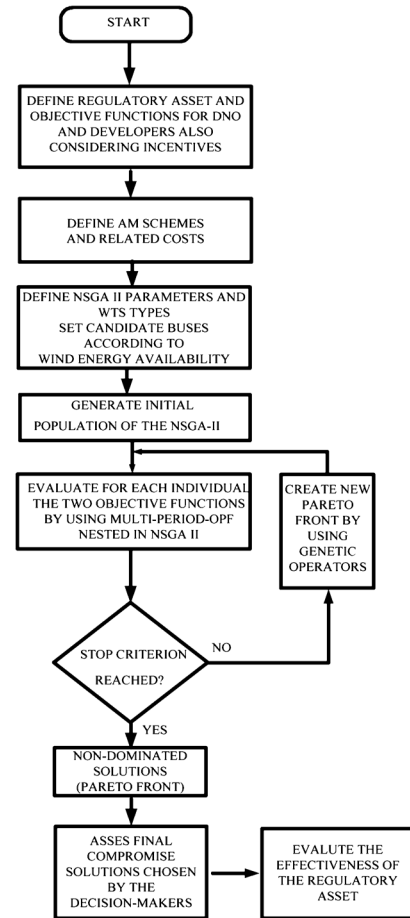 START
DEFINE REGULATORY ASSET AND
OBJECTIVE FUNCTIONS FOR DNO
AND DEVELOPERS ALSO
CONSIDERING INCENTIVES
DEFINE AM SCHEMES
AND RELATED COSTS
DEFINE NSGA II PARAMETERS AND
WTS TYPES
SET CANDIDATE BUSES
ACCORDING TO
WIND ENERGY AVAILABILITY
GENERATE INITIAL
POPULATION OF THE NSGA-II
EVALUATE FOR EACH INDIVIDUAL
THE TWO OBJECTIVE FUNCTIONS
BY USING MULTI-PERIOD-OPF
NESTED IN NSGA II
CREATE NEW
PARETO
FRONT BY
USING
GENETIC
OPERATORS
STOP CRITERION
REACHED?
NO
YES
NON-DOMINATED
SOLUTIONS
(PARETO FRONT)
ASSES FINAL
COMPROMISE
SOLUTIONS CHOSEN
BY THE
DECISION-MAKERS
EVALUTE THE
EFFECTIVENESS OF
THE REGULATORY
ASSET